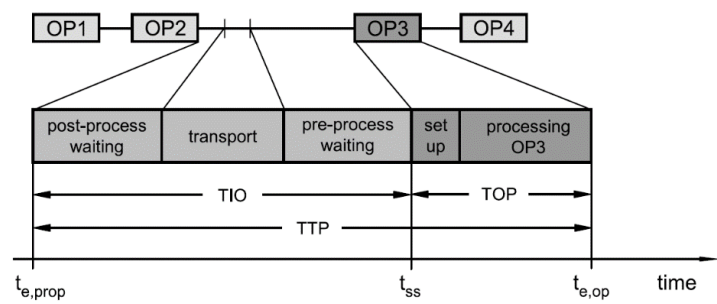 OP1 OP2 OP3 OP4
post-process
waiting
transport
pre-process
waiting
set
up
processing
OP3
TIO
TOP
TTP
te,prop
tss
te,op
time